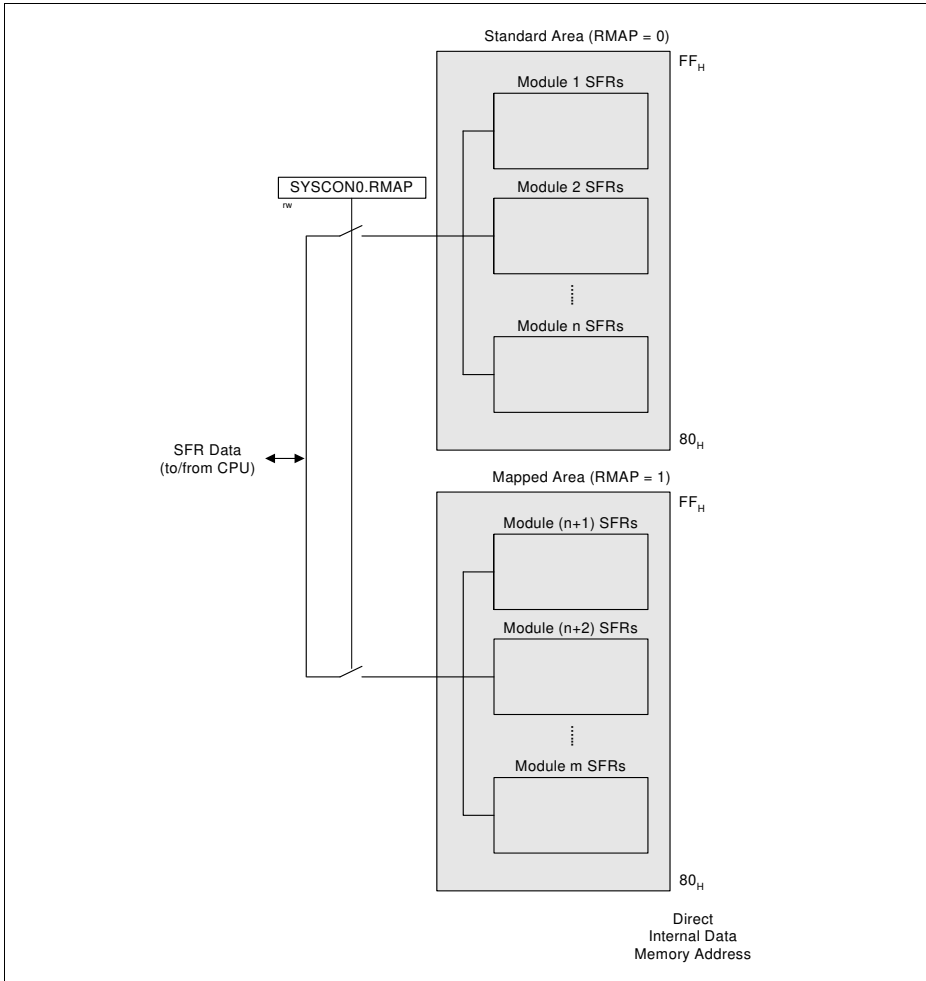 Standard Area (RMAP = 0)
FFH
Module 1 SFRs
SYSCON0.RMAP
rw
Module 2 SFRs
Module n SFRs
80H
SFR Data
(to/from CPU)
Mapped Area (RMAP = 1)
FFH
Module (n+1) SFRs
Module (n+2) SFRs
Module m SFRs
80H
Direct
Internal Data
Memory Address